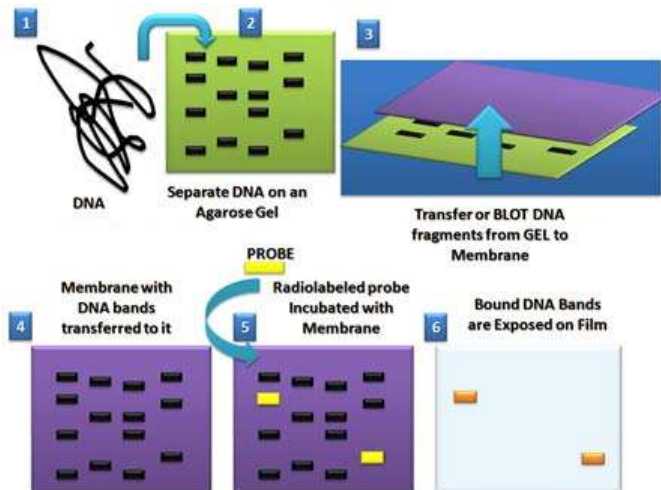 1
2
3
DNA
Separate DNA on an
Agarose Gel
Transfer or BLOT DNA
fragments from GEL to
Membrane
4
Membrane with
DNA bands
transferred to it
PROBE
5
Radiolabeled probe
Incubated with
Membrane
6
Bound DNA Bands
are Exposed on Film